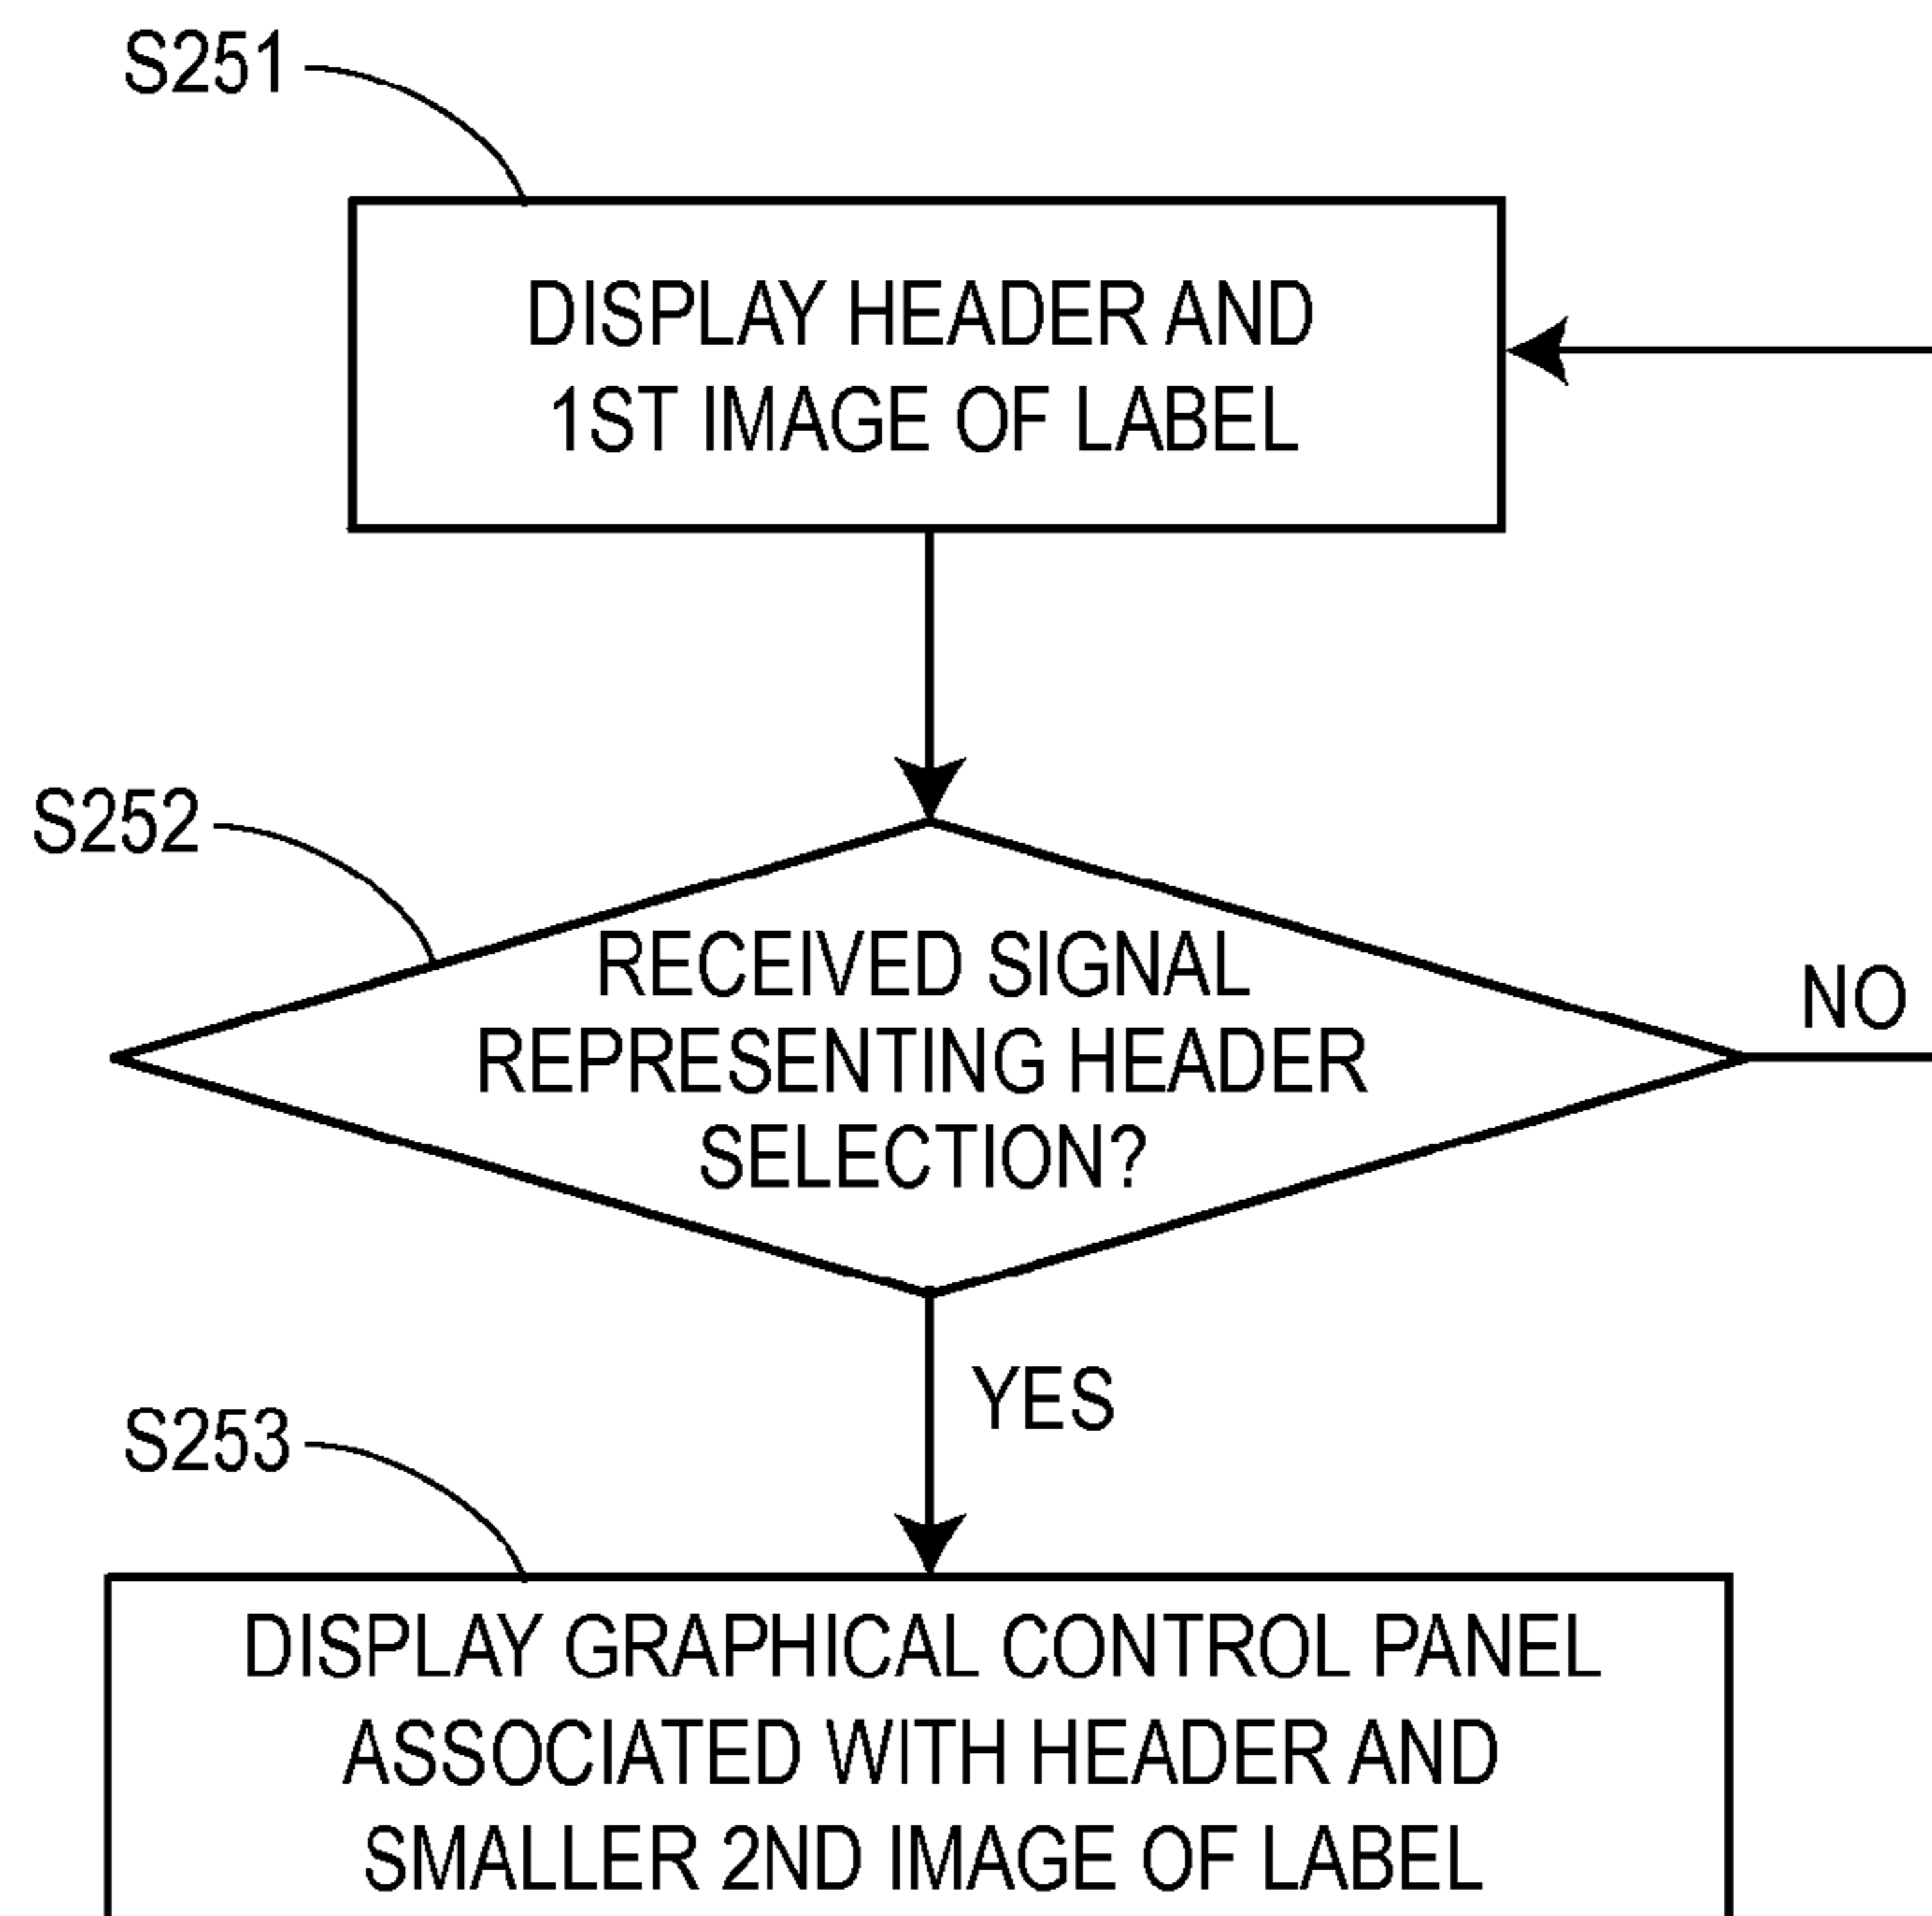 S251
DISPLAY HEADER AND
1ST IMAGE OF LABEL
S252
RECEIVED SIGNAL
REPRESENTING HEADER
SELECTION?
NO
YES
S253
DISPLAY GRAPHICAL CONTROL PANEL
ASSOCIATED WITH HEADER AND
SMALLER 2ND IMAGE OF LABEL